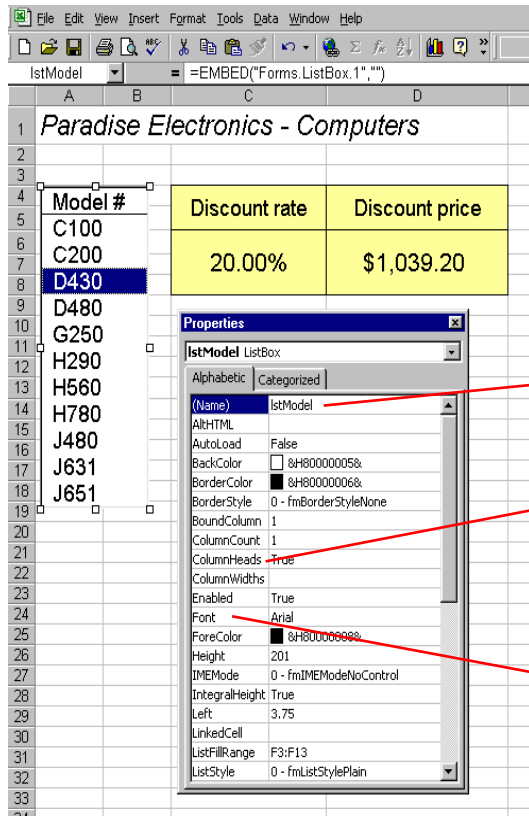 File Edit View Insert Format Tools Data Window Help
lstModel = =EMBED("Forms.ListBox.1","")
A B C D
1 Paradise Electronics - Computers
2
3
4 Model # Discount rate Discount price
5 C100
6 C200
7 20.00% $1,039.20
8 D430
9 D480
10 G250
11
12 H290
13 H560
14 H780
15
16 J480
17 J631
18 J651
19
20
21
22
23
24
25
26
27
28
29
30
31
32
33
34
Properties
lstModel ListBox
Alphabetic Categorized
(Name) lstModel
AltHTML
AutoLoad False
BackColor &H80000005&
BorderColor &H80000006&
BorderStyle 0 - fmBorderStyleNone
BoundColumn 1
ColumnCount 1
ColumnHeads True
ColumnWidths
Enabled True
Font Arial
ForeColor &H80000008&
Height 201
IMEMode 0 - fmIMEModeNoControl
IntegralHeight True
Left 3.75
LinkedCell
ListFillRange F3:F13
ListStyle 0 - fmListStylePlain